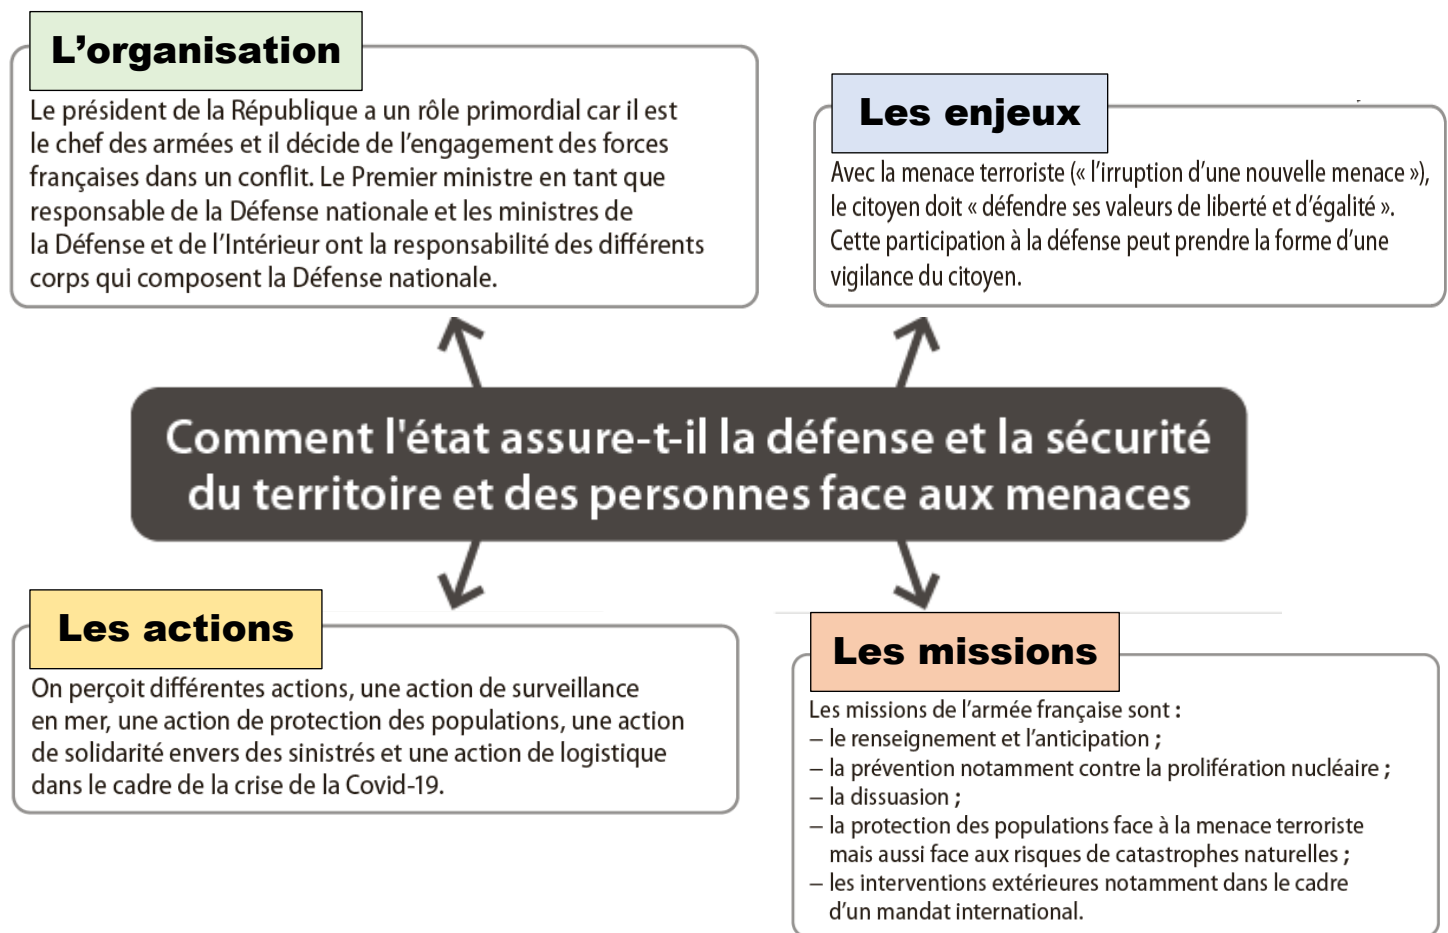 L'organisation
Le président de la République a un rôle primordial car il est
le chef des armées et il décide de l'engagement des forces
françaises dans un conflit. Le Premier ministre en tant que
responsable de la Défense nationale et les ministres de
la Défense et de l'Intérieur ont la responsabilité des différents
corps qui composent la Défense nationale.
Les enjeux
Avec la menace terroriste (« l'irruption d'une nouvelle menace »),
le citoyen doit « défendre ses valeurs de liberté et d'égalité ».
Cette participation à la défense peut prendre la forme d'une
vigilance du citoyen.
Comment l'état assure-t-il la défense et la sécurité
du territoire et des personnes face aux menaces
Les actions
On perçoit différentes actions, une action de surveillance
en mer, une action de protection des populations, une action
de solidarité envers des sinistrés et une action de logistique
dans le cadre de la crise de la Covid-19.
Les missions
Les missions de l'armée française sont :
– le renseignement et l'anticipation ;
– la prévention notamment contre la prolifération nucléaire ;
– la dissuasion ;
– la protection des populations face à la menace terroriste
mais aussi face aux risques de catastrophes naturelles ;
– les interventions extérieures notamment dans le cadre
d'un mandat international.